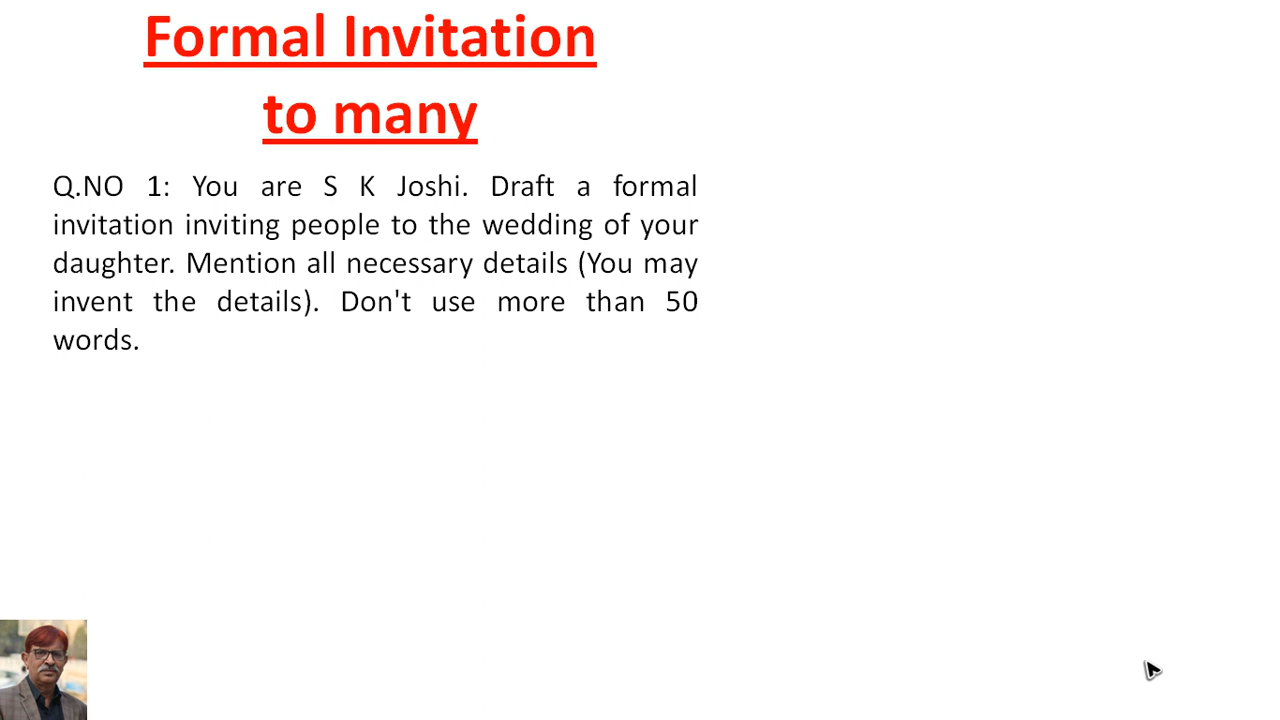 Formal Invitation
to many
Q.NO 1: You are S K Joshi. Draft a formal
invitation inviting people to the wedding of your
daughter. Mention all necessary details (You may
invent the details). Don't use more than 50
words.